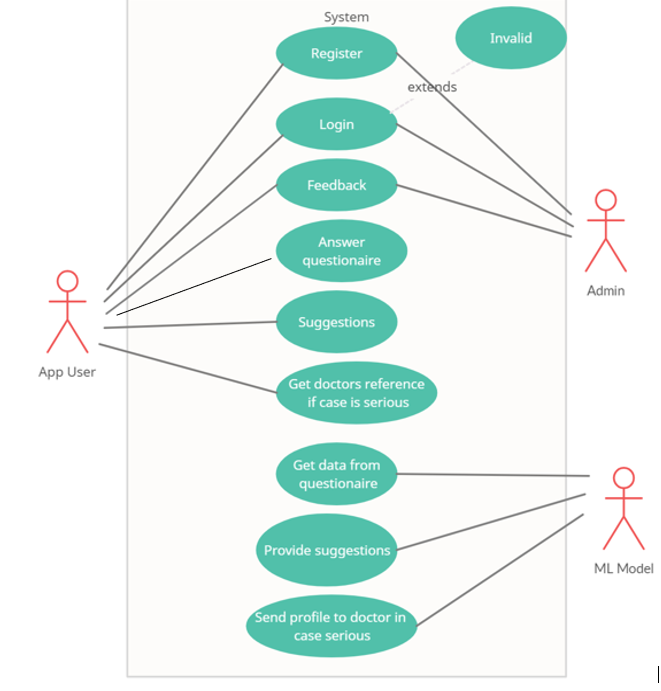 System
Register
Invalid
extends
Login
Feedback
Answer
questionaire
Suggestions
Get doctors reference
if case is serious
Get data from
questionaire
Provide suggestions
Send profile to doctor in
case serious
App User
Admin
ML Model